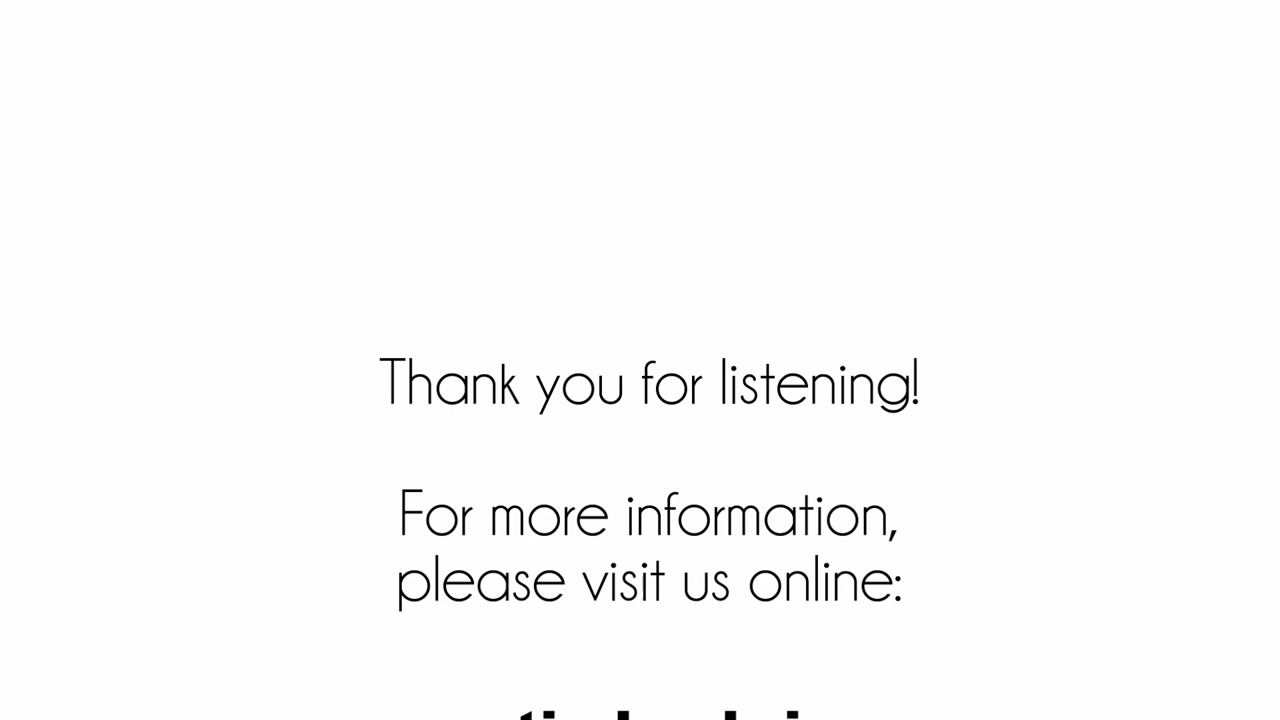 Thank you for listening!
For more information,
please visit us online: